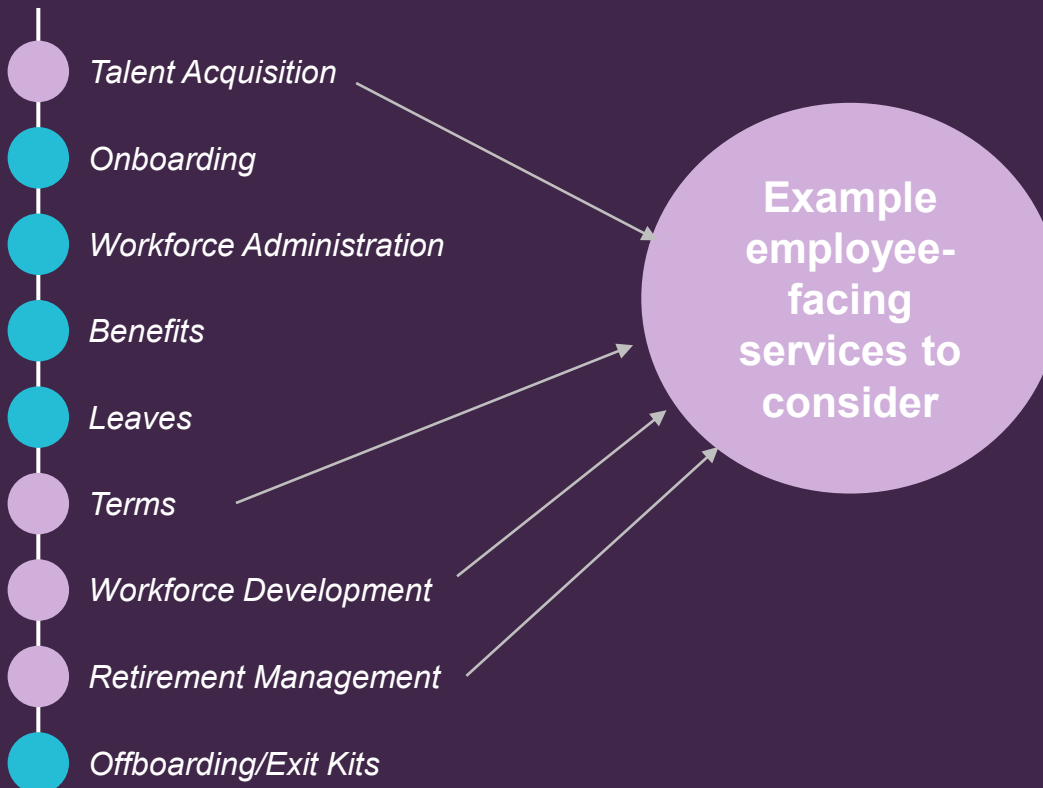 Talent Acquisition
Onboarding
Workforce Administration
Benefits
Leaves
Terms
Workforce Development
Retirement Management
Offboarding/Exit Kits
Example
employee-
facing
services to
consider